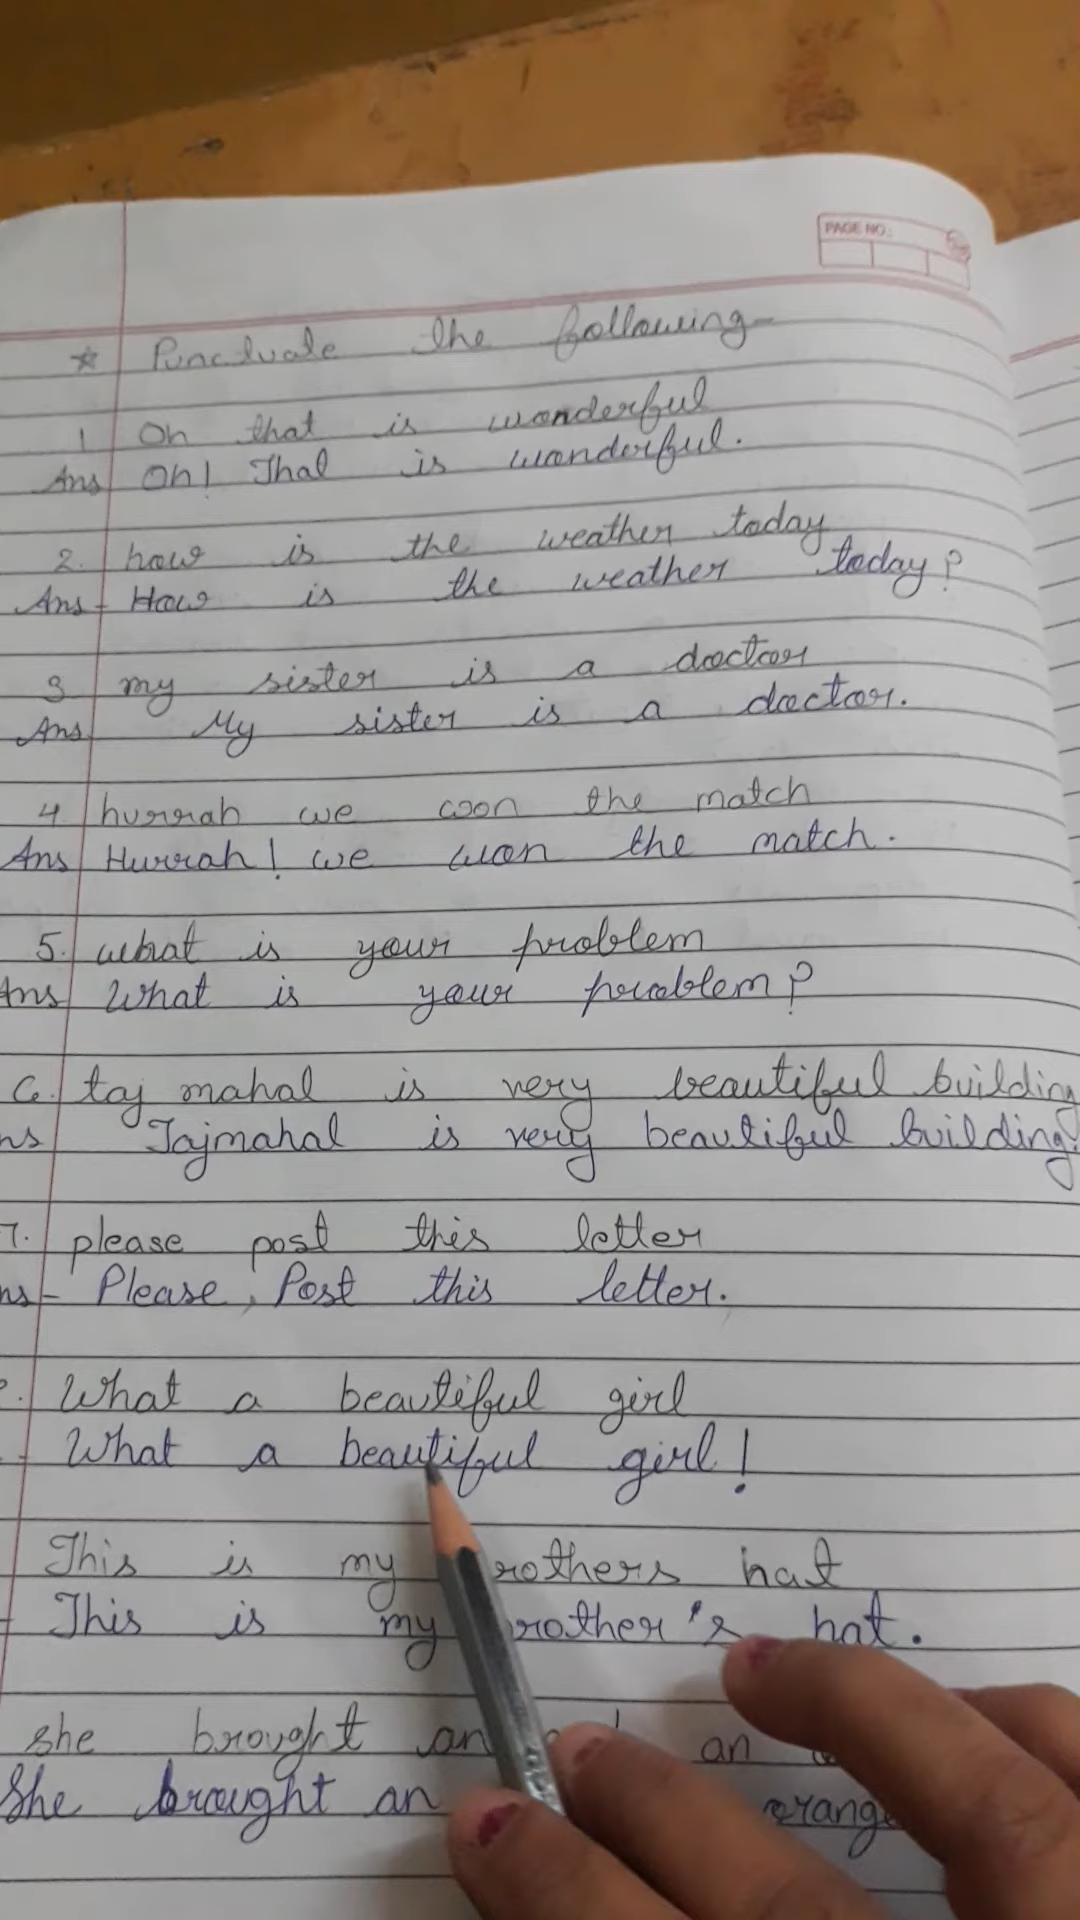 PAGE NO.:
* Punctuate the following-
1 Oh that is wonderful
Ans Oh! That is wonderful.
2. how is the weather today
Ans - How is the weather today?
3 my sister is a doctor
Ans My sister is a doctor.
4 hurrah we won the match
Ans Hurrah! we won the match.
5. what is your problem
Ans What is your problem?
6. taj mahal is very beautiful building
ns Tajmahal is very beautiful building.
7. please post this letter
ns - Please, Post this letter.
What a beautiful girl
- What a beautiful girl!
This is my rothers hat
- This is my rother's hat.
she brought an an
She brought an orange